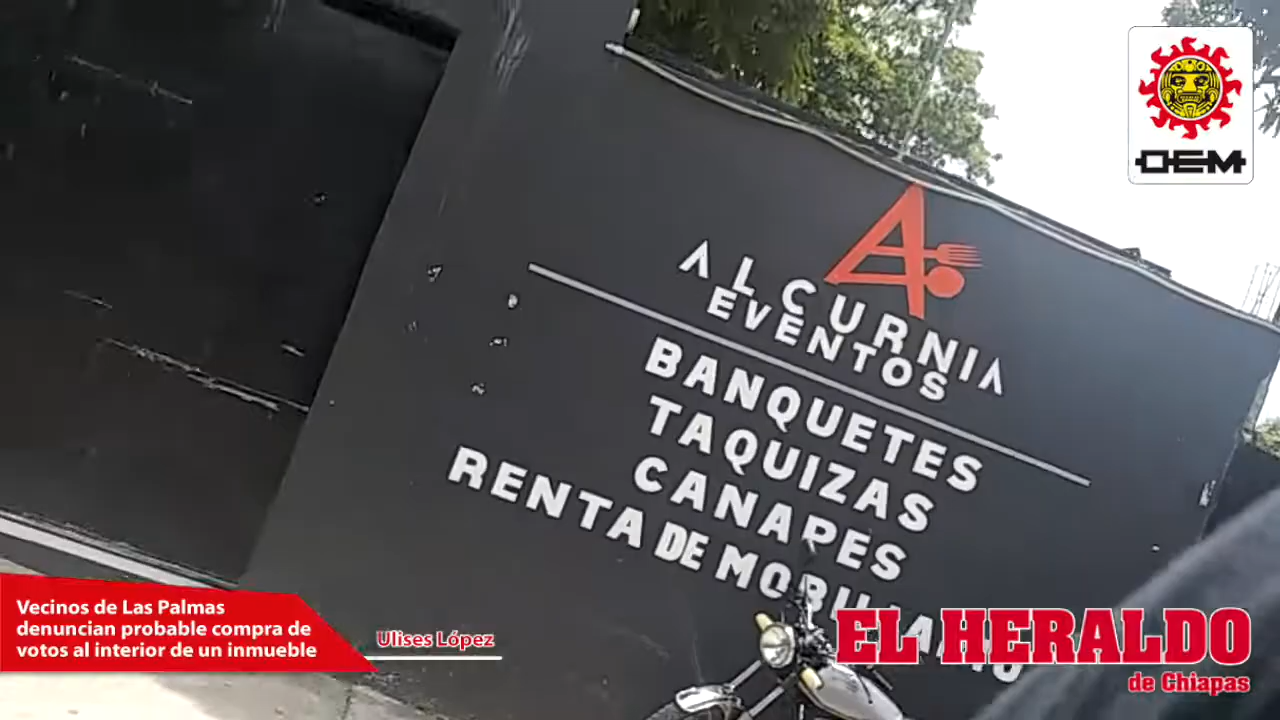 OEM
ALCURNIA
EVENTOS
BANQUETES
TAQUIZAS
CANAPES
RENTA DE MOBILIARIO
Vecinos de Las Palmas
denuncian probable compra de
votos al interior de un inmueble
Ulises López
EL HERALDO
de Chiapas